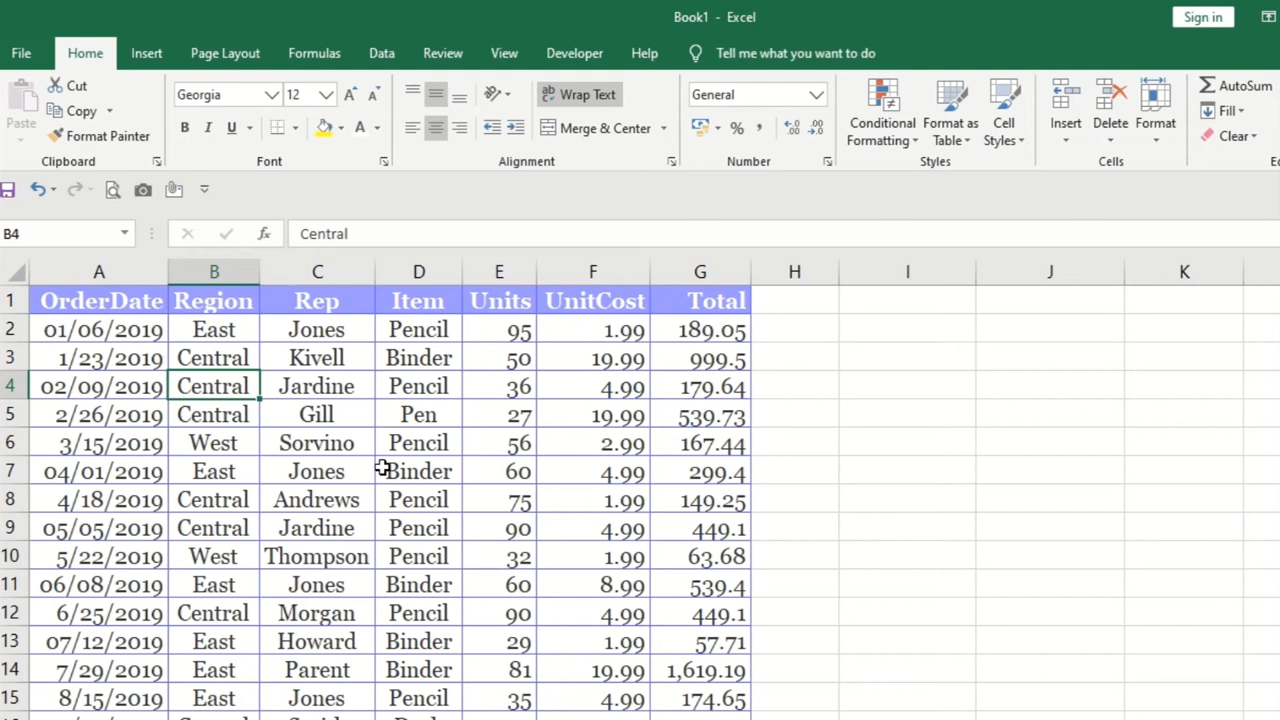 Book1 - Excel
Sign in
File Home Insert Page Layout Formulas Data Review View Developer Help Tell me what you want to do
Paste
Cut
Copy
Format Painter
Clipboard
Georgia 12 A A
B I U A
Font
ab Wrap Text
Merge & Center
Alignment
General
% , .00
Number
Conditional Formatting
Format as Table
Cell Styles
Styles
Insert Delete Format
Cells
AutoSum
Fill
Clear
B4 fx Central
A B C D E F G H I J K
1 OrderDate Region Rep Item Units UnitCost Total
2 01/06/2019 East Jones Pencil 95 1.99 189.05
3 1/23/2019 Central Kivell Binder 50 19.99 999.5
4 02/09/2019 Central Jardine Pencil 36 4.99 179.64
5 2/26/2019 Central Gill Pen 27 19.99 539.73
6 3/15/2019 West Sorvino Pencil 56 2.99 167.44
7 04/01/2019 East Jones Binder 60 4.99 299.4
8 4/18/2019 Central Andrews Pencil 75 1.99 149.25
9 05/05/2019 Central Jardine Pencil 90 4.99 449.1
10 5/22/2019 West Thompson Pencil 32 1.99 63.68
11 06/08/2019 East Jones Binder 60 8.99 539.4
12 6/25/2019 Central Morgan Pencil 90 4.99 449.1
13 07/12/2019 East Howard Binder 29 1.99 57.71
14 7/29/2019 East Parent Binder 81 19.99 1,619.19
15 8/15/2019 East Jones Pencil 35 4.99 174.65